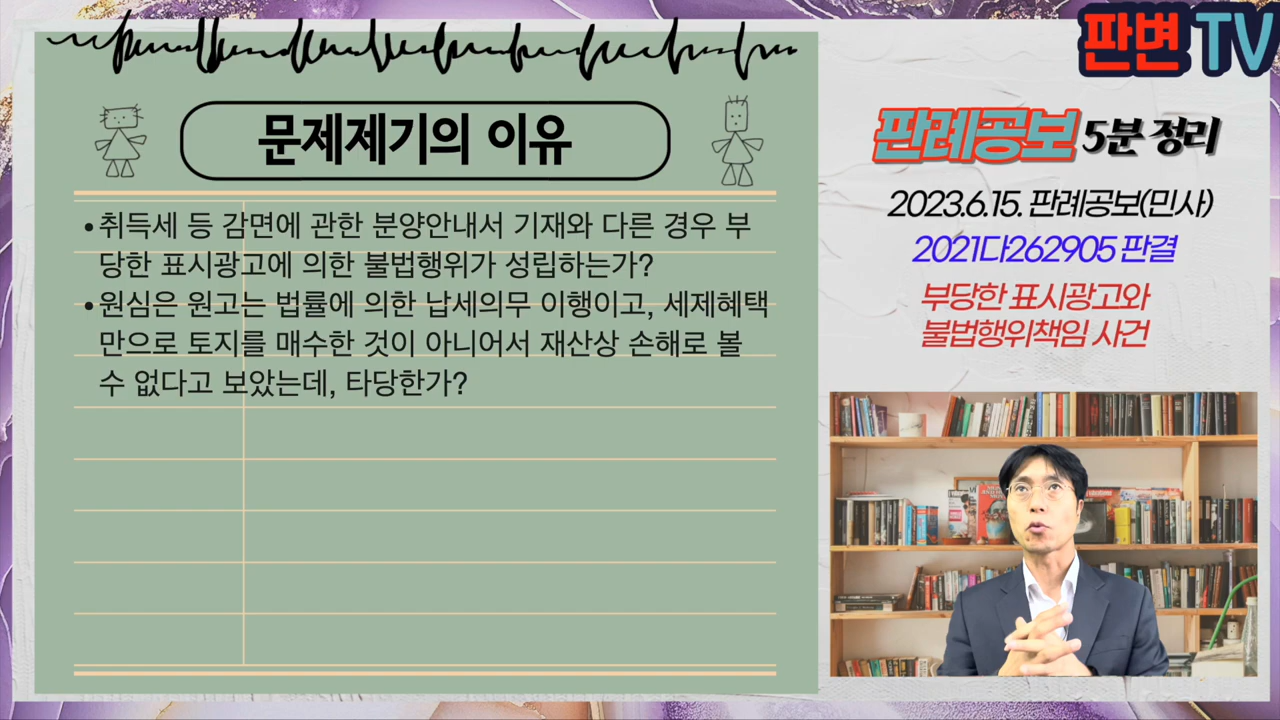 판변 TV
문제제기의 이유
• 취득세 등 감면에 관한 분양안내서 기재와 다른 경우 부
당한 표시광고에 의한 불법행위가 성립하는가?
• 원심은 원고는 법률에 의한 납세의무 이행이고, 세제혜택
만으로 토지를 매수한 것이 아니어서 재산상 손해로 볼
수 없다고 보았는데, 타당한가?
판례공보 5분 정리
2023.6.15. 판례공보(민사)
2021다262905 판결
부당한 표시광고와
불법행위책임 사건